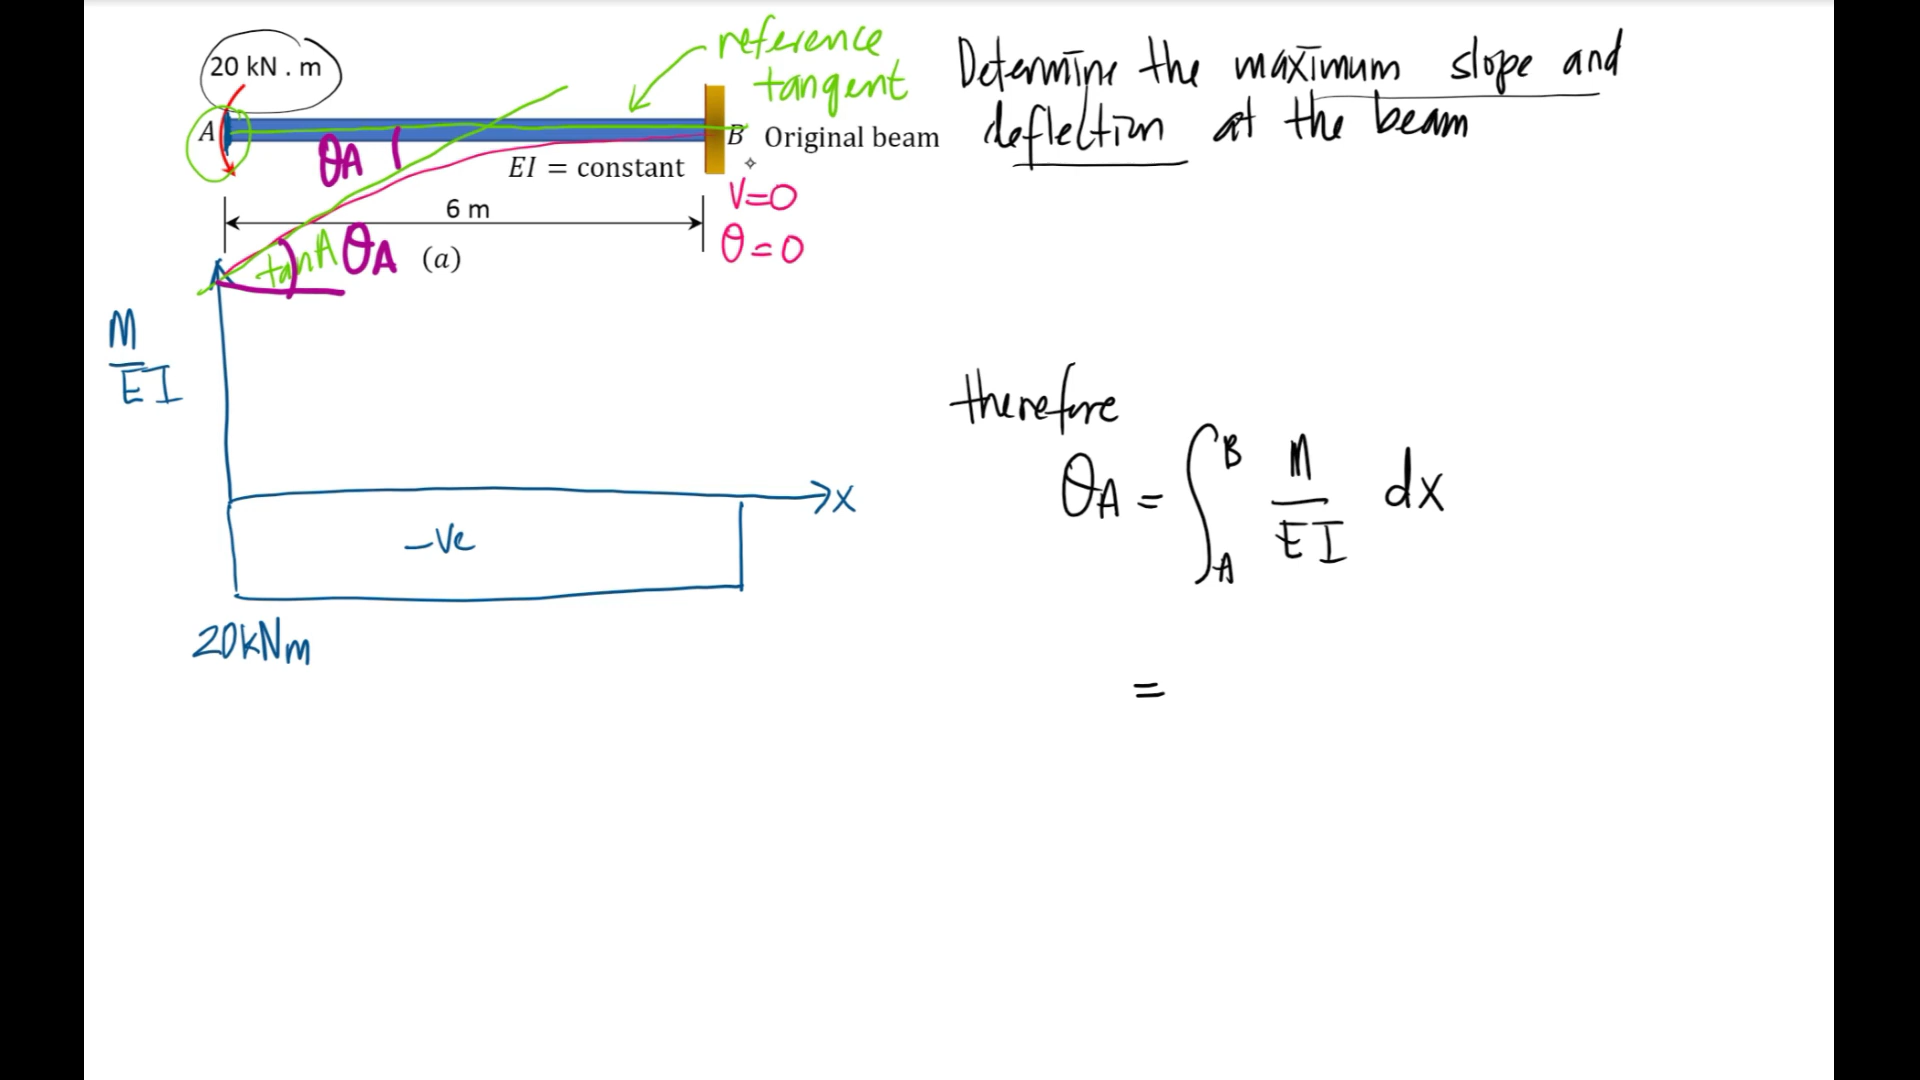 reference
tangent
20 kN . m
A
B Original beam
θA
EI = constant
6 m
V=0
θ=0
tanA θA (a)
Determine the maximum slope and
deflection at the beam
M
EI
X
-ve
20kNm
therefore
θA = ∫ B A M EI dx
=